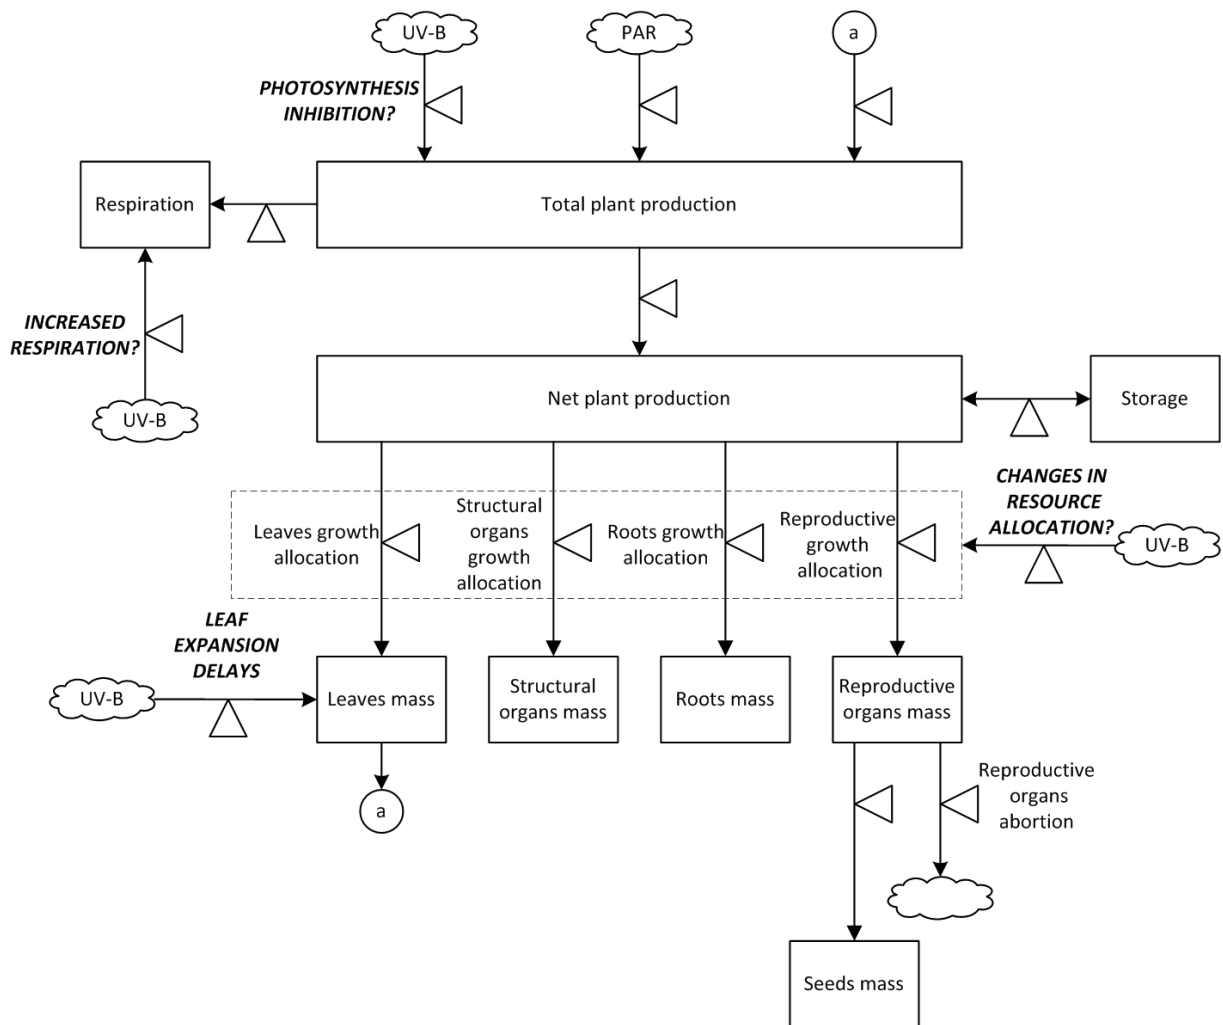 UV-B
PAR
a
PHOTOSYNTHESIS
INHIBITION?
Respiration
Total plant production
INCREASED
RESPIRATION?
UV-B
Net plant production
Storage
Leaves growth
allocation
Structural
organs
growth
allocation
Roots growth
allocation
Reproductive
growth
allocation
CHANGES IN
RESOURCE
ALLOCATION?
UV-B
LEAF
EXPANSION
DELAYS
UV-B
Leaves mass
Structural
organs mass
Roots mass
Reproductive
organs mass
a
Reproductive
organs
abortion
Seeds mass